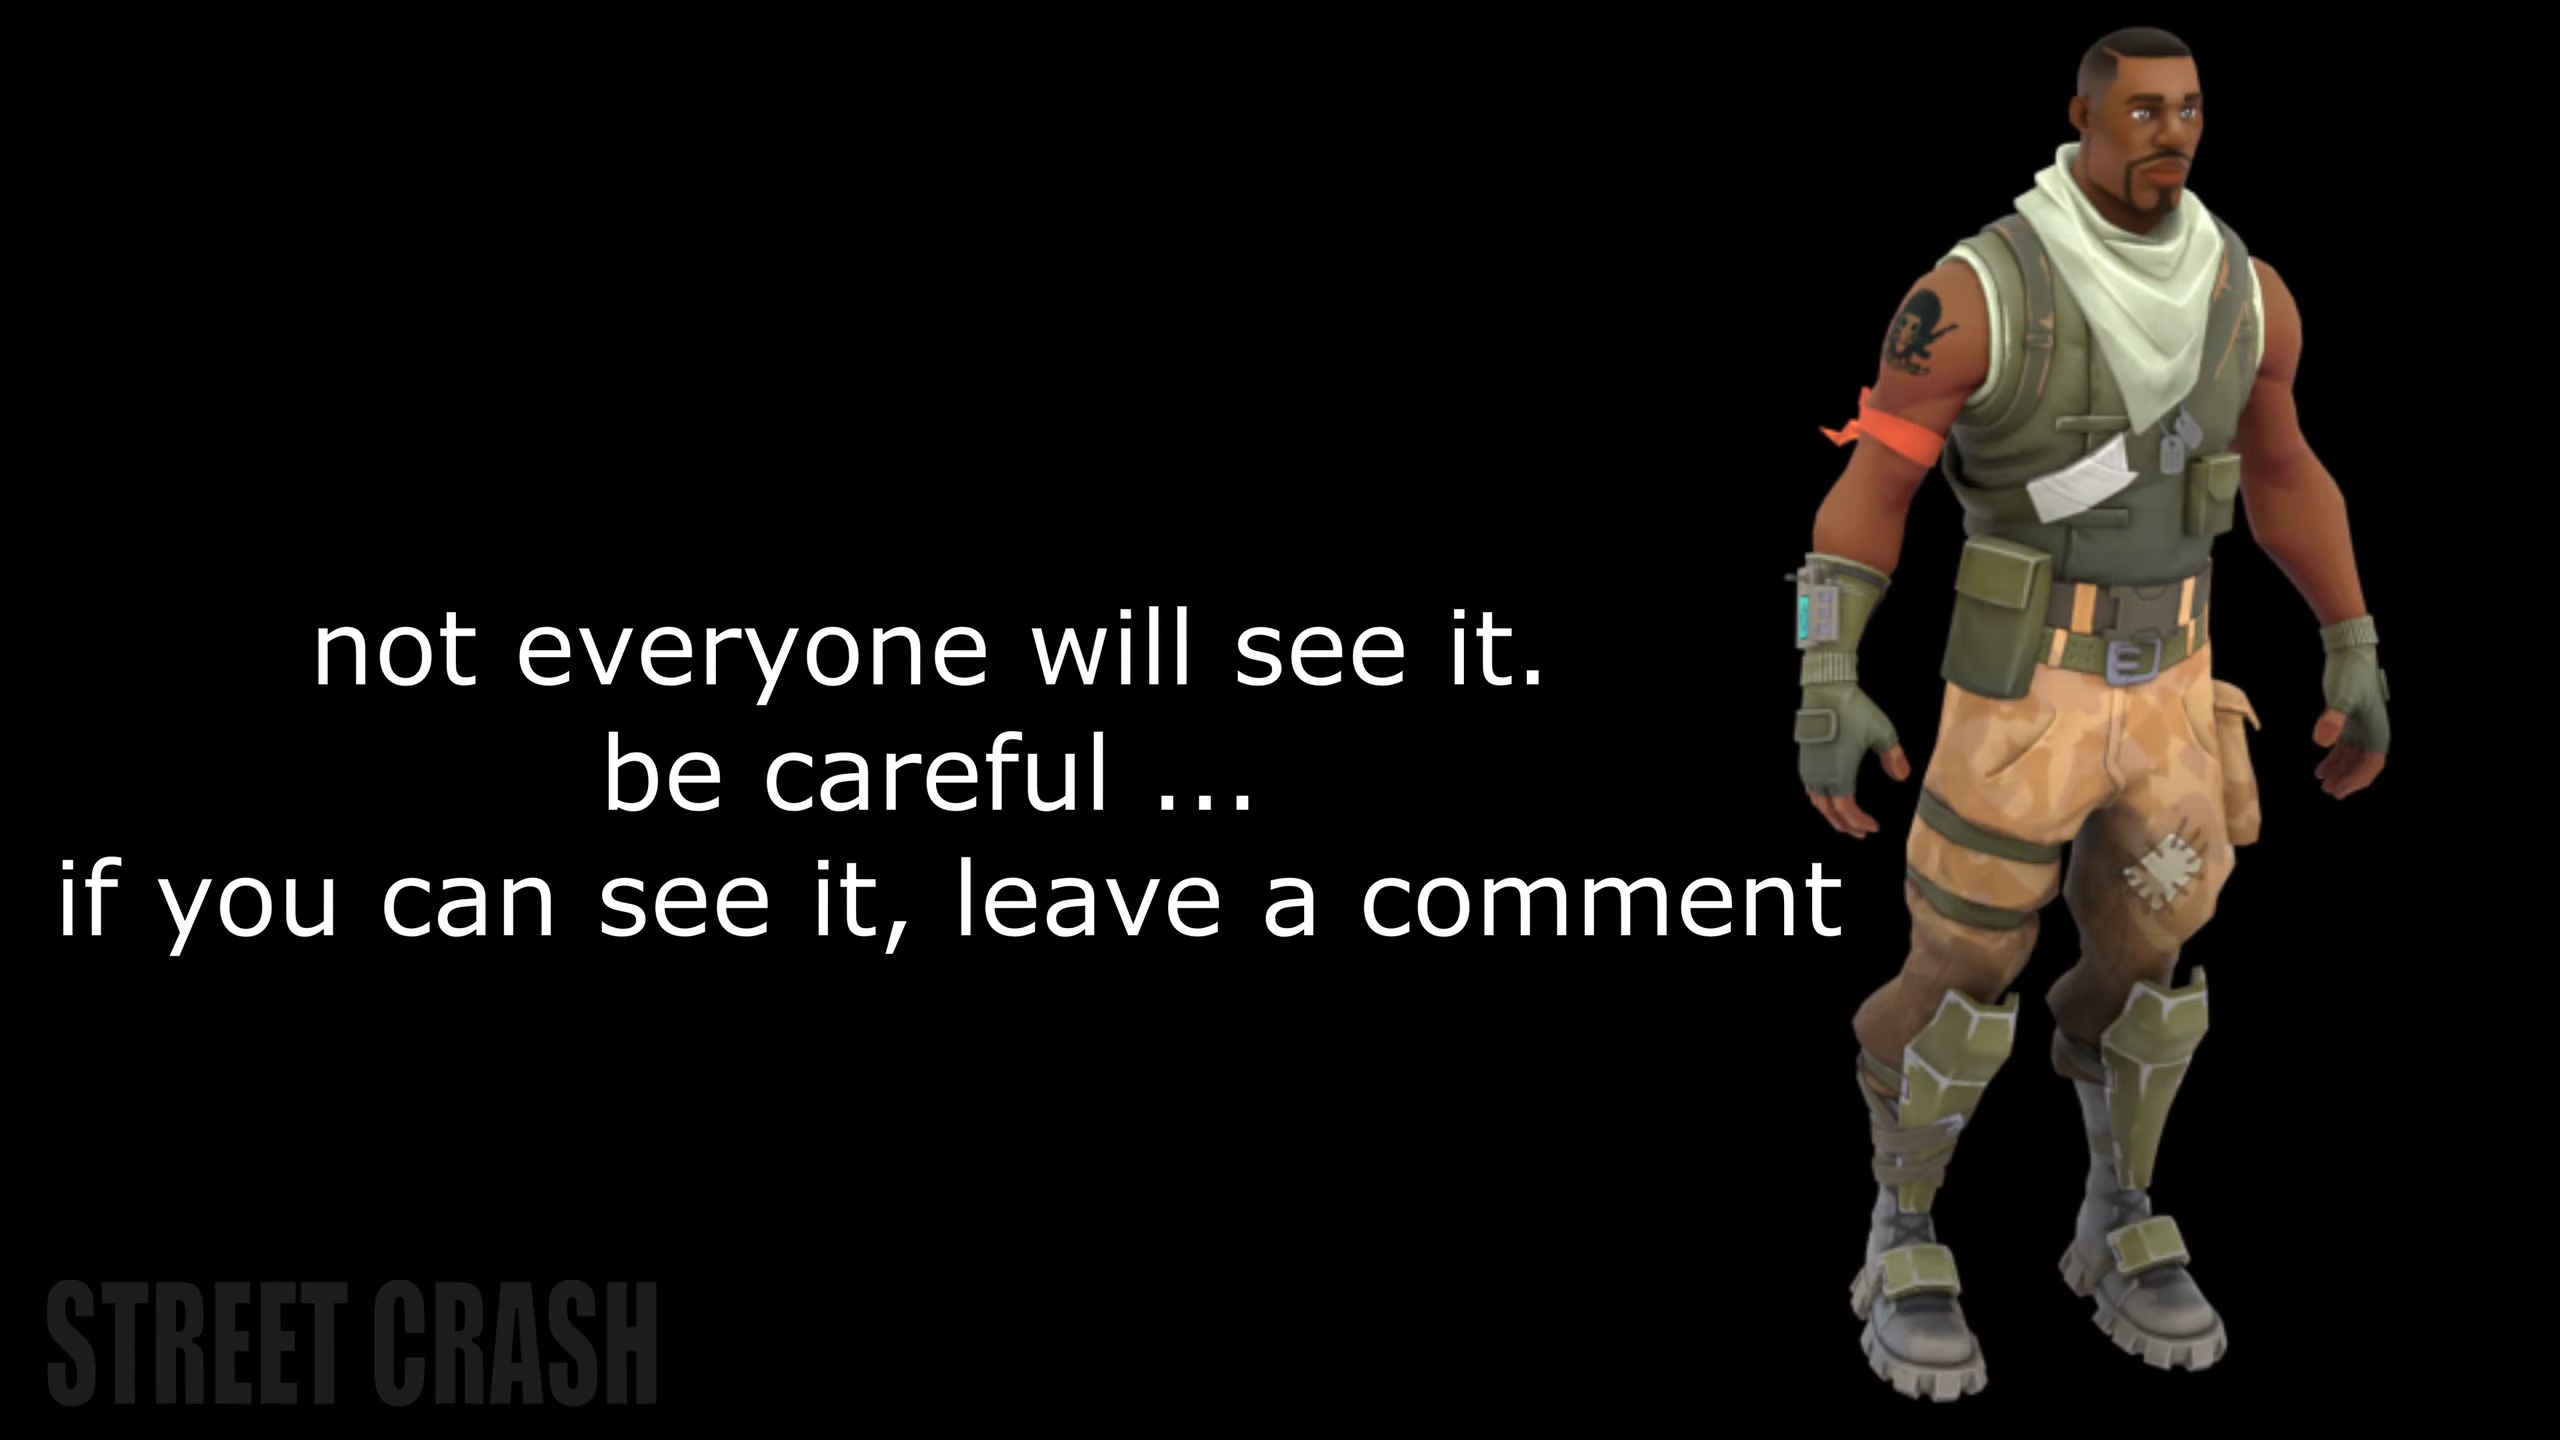 not everyone will see it.
be careful ...
if you can see it, leave a comment
STREET CRASH